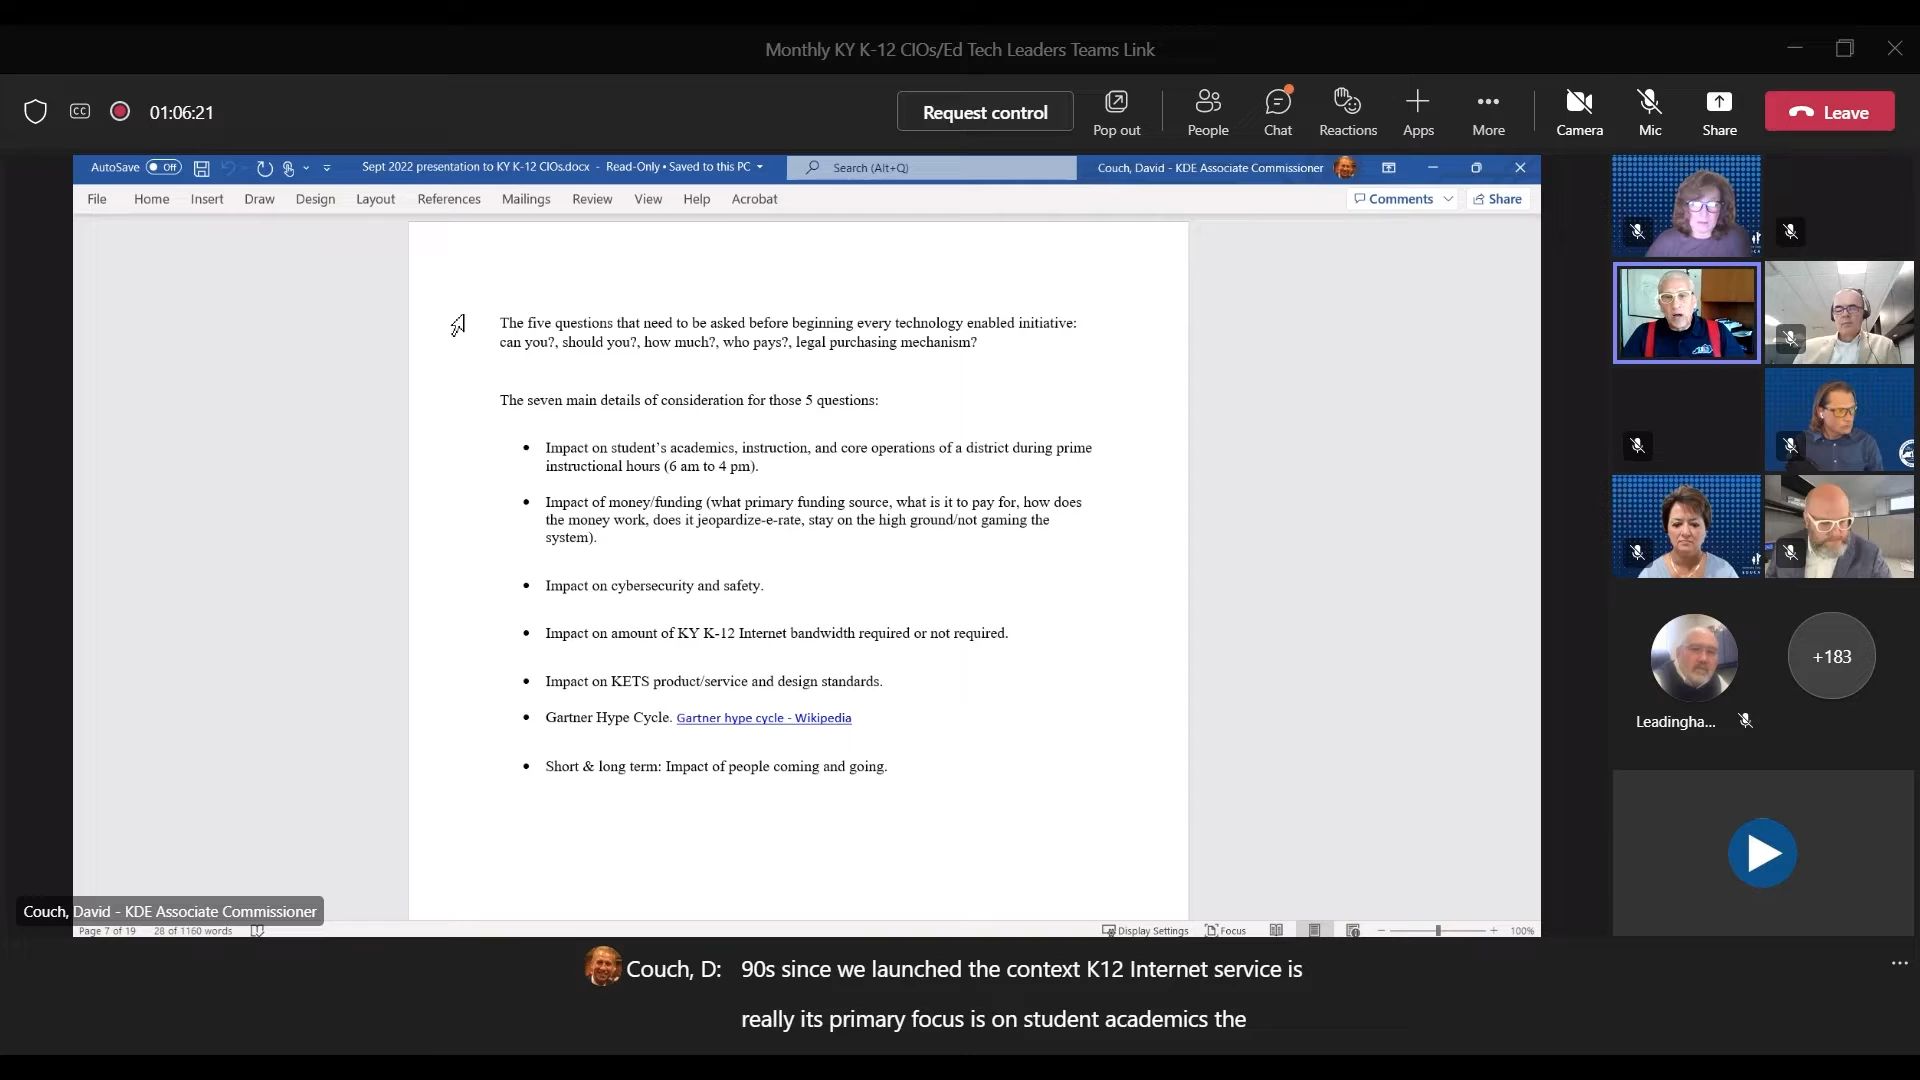 Monthly KY K-12 CIOs/Ed Tech Leaders Teams Link
CC
01:06:21
Request control
Pop out
People
Chat
Reactions
Apps
More
Camera
Mic
Share
Leave
AutoSave Off
Sept 2022 presentation to KY K-12 CIOs.docx - Read-Only • Saved to this PC
Search (Alt+Q)
Couch, David - KDE Associate Commissioner
File Home Insert Draw Design Layout References Mailings Review View Help Acrobat
Comments
Share
The five questions that need to be asked before beginning every technology enabled initiative:
can you?, should you?, how much?, who pays?, legal purchasing mechanism?
The seven main details of consideration for those 5 questions:
• Impact on student’s academics, instruction, and core operations of a district during prime
instructional hours (6 am to 4 pm).
• Impact of money/funding (what primary funding source, what is it to pay for, how does
the money work, does it jeopardize-e-rate, stay on the high ground/not gaming the
system).
• Impact on cybersecurity and safety.
• Impact on amount of KY K-12 Internet bandwidth required or not required.
• Impact on KETS product/service and design standards.
• Gartner Hype Cycle. Gartner hype cycle - Wikipedia
• Short & long term: Impact of people coming and going.
+183
Leadingha...
Couch, David - KDE Associate Commissioner
Page 7 of 19 28 of 1160 words
Display Settings Focus 100%
Couch, D: 90s since we launched the context K12 Internet service is
really its primary focus is on student academics the